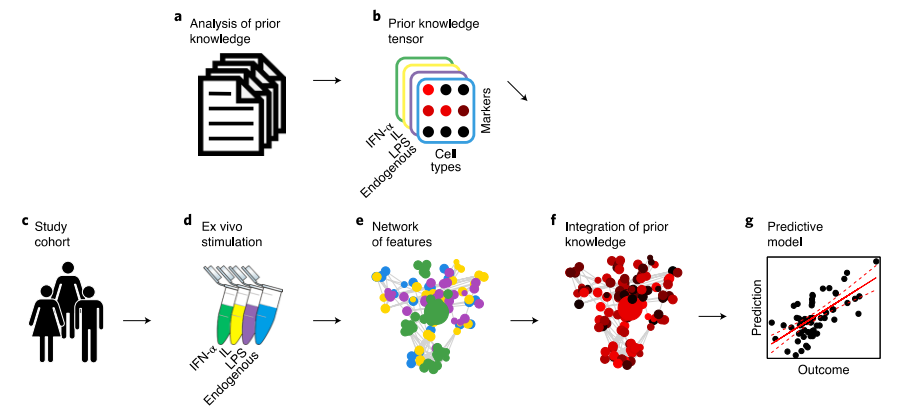 a Analysis of prior
knowledge
b Prior knowledge
tensor
Markers
IFN-α
IL
LPS
Endogenous
Cell
types
c Study
cohort
d Ex vivo
stimulation
IFN-α
IL
LPS
Endogenous
e Network
of features
f Integration of prior
knowledge
g Predictive
model
Prediction
Outcome